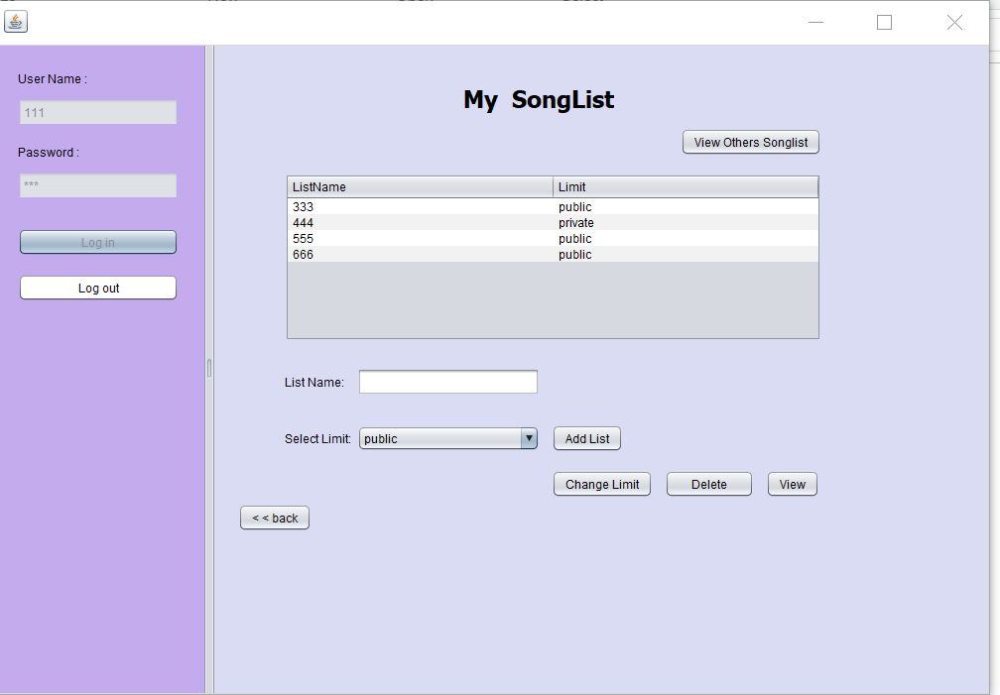 User Name :
111
Password :
***
Log in
Log out
My SongList
View Others Songlist
ListName Limit
333 public
444 private
555 public
666 public
List Name:
Select Limit: public Add List
Change Limit Delete View
< < back